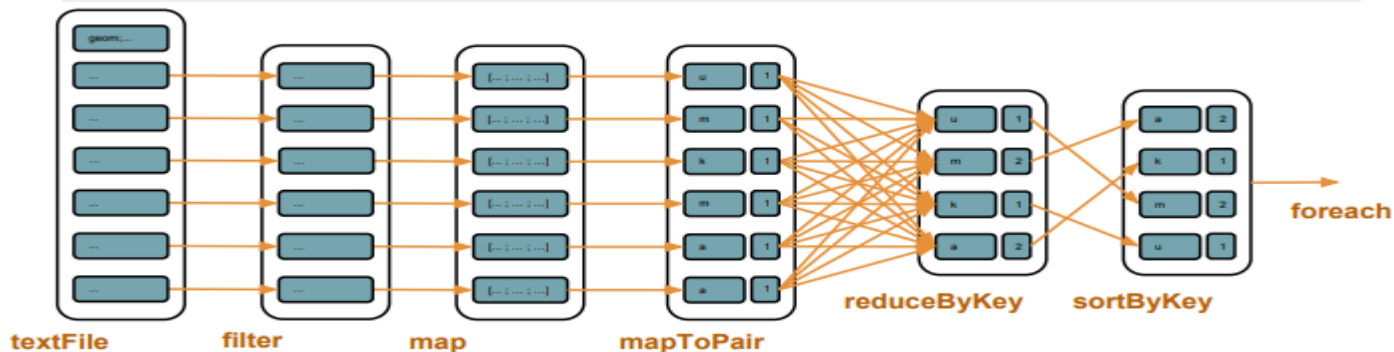 geom;...
...
...
...
...
...
...
textFile
...
...
...
...
...
...
filter
[... ; ... ; ...]
[... ; ... ; ...]
[... ; ... ; ...]
[... ; ... ; ...]
[... ; ... ; ...]
[... ; ... ; ...]
map
u 1
m 1
k 1
m 1
a 1
a 1
mapToPair
u 1
m 2
k 1
a 2
reduceByKey
a 2
k 1
m 2
u 1
sortByKey
foreach